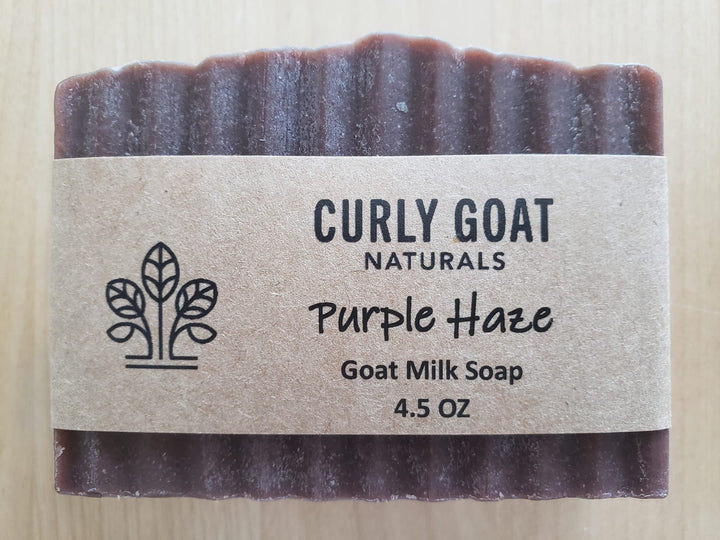 CURLY GOAT
NATURALS
Purple Haze
Goat Milk Soap
4.5 OZ